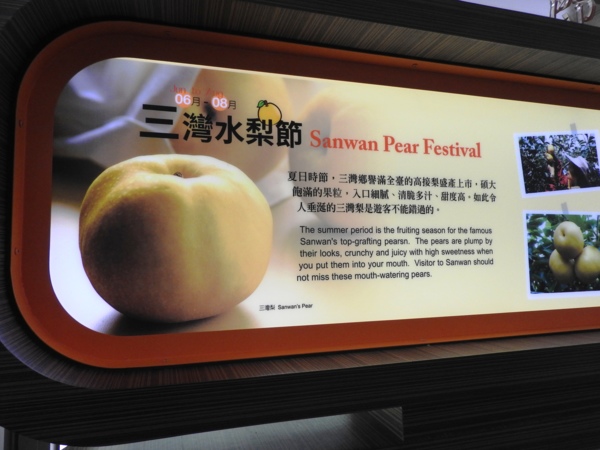 06月~08月
三灣水梨節 Sanwan Pear Festival
夏日時節，三灣鄉譽滿全臺的高接梨盛產上市，碩大
飽滿的果粒，入口細膩、清脆多汁、甜度高，如此令
人垂涎的三灣梨是遊客不能錯過的。
The summer period is the fruiting season for the famous
Sanwan's top-grafting pearsn. The pears are plump by
their looks, crunchy and juicy with high sweetness when
you put them into your mouth. Visitor to Sanwan should
not miss these mouth-watering pears.
三灣梨 Sanwan's Pear